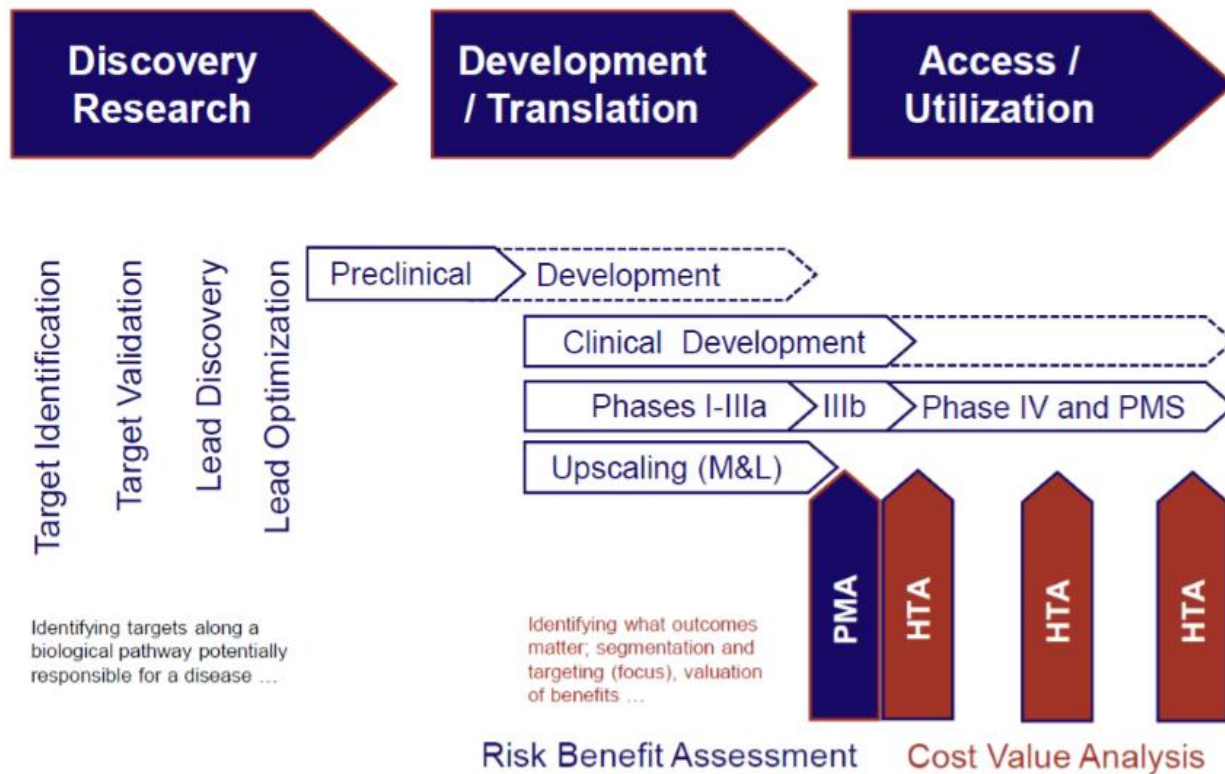 Discovery
Research
Development
/ Translation
Access /
Utilization
Target Identification
Target Validation
Lead Discovery
Lead Optimization
Preclinical
Development
Clinical Development
Phases I-IIIa
IIIb
Phase IV and PMS
Upscaling (M&L)
PMA
HTA
HTA
HTA
Identifying targets along a
biological pathway potentially
responsible for a disease ...
Identifying what outcomes
matter; segmentation and
targeting (focus), valuation
of benefits ...
Risk Benefit Assessment
Cost Value Analysis